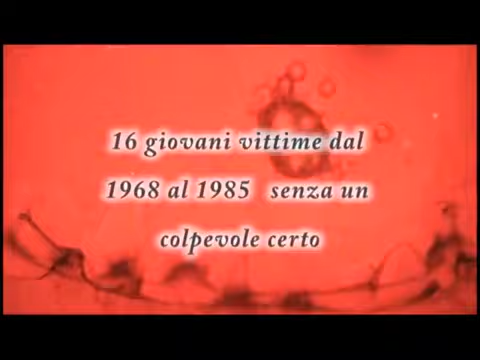 16 giovani vittime dal
1968 al 1985 senza un
colpevole certo